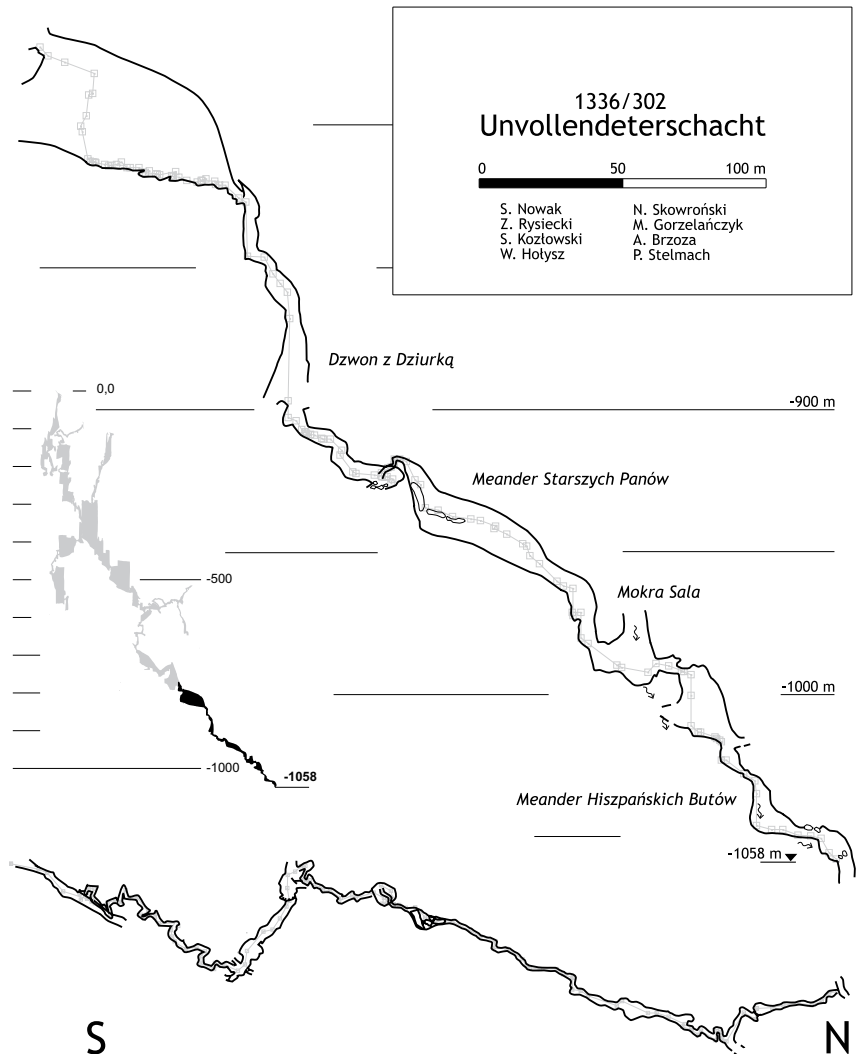 1336/302
Unvollendeterschacht
0 50 100 m
S. Nowak
Z. Rysiecki
S. Kozłowski
W. Hołysz
N. Skowroński
M. Gorzelańczyk
A. Brzoza
P. Stelmach
Dzwon z Dziurką
0,0
-900 m
Meander Starszych Panów
-500
Mokra Sala
-1000 m
-1000
-1058
Meander Hiszpańskich Butów
-1058 m
S N